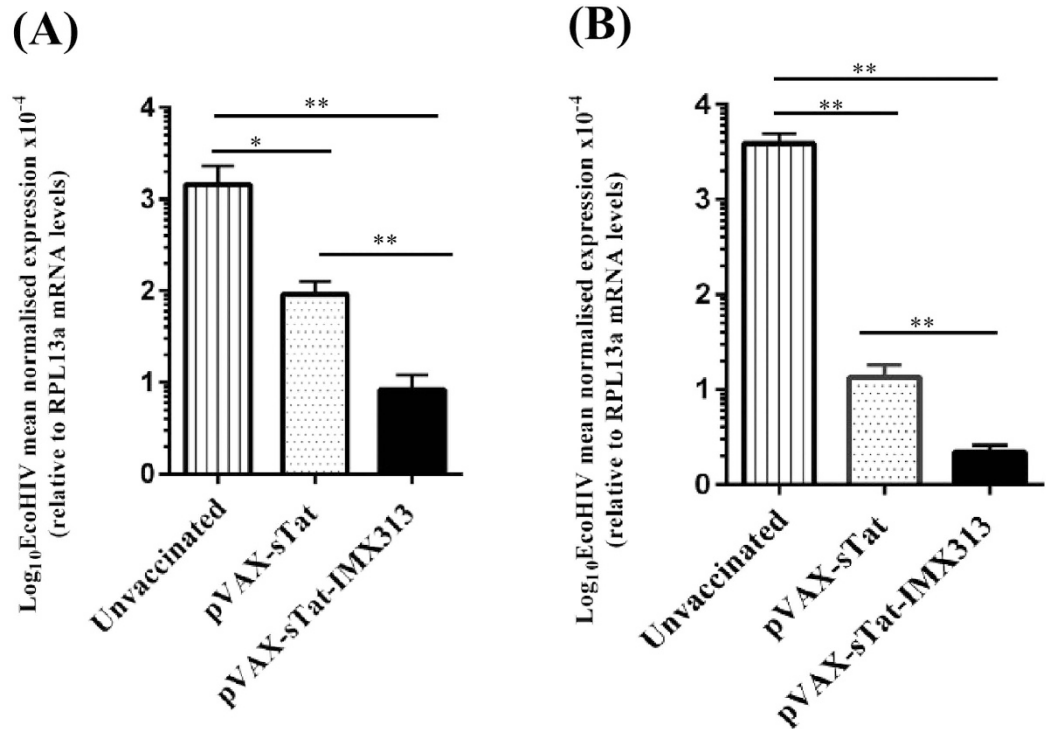 (A)
Log10EcoHIV mean normalised expression x10-4
(relative to RPL13a mRNA levels)
4
3
2
1
0
**
*
**
Unvaccinated
pVAX-sTat
pVAX-sTat-IMX313
(B)
Log10EcoHIV mean normalised expression x10-4
(relative to RPL13a mRNA levels)
4
3
2
1
0
**
**
**
Unvaccinated
pVAX-sTat
pVAX-sTat-IMX313